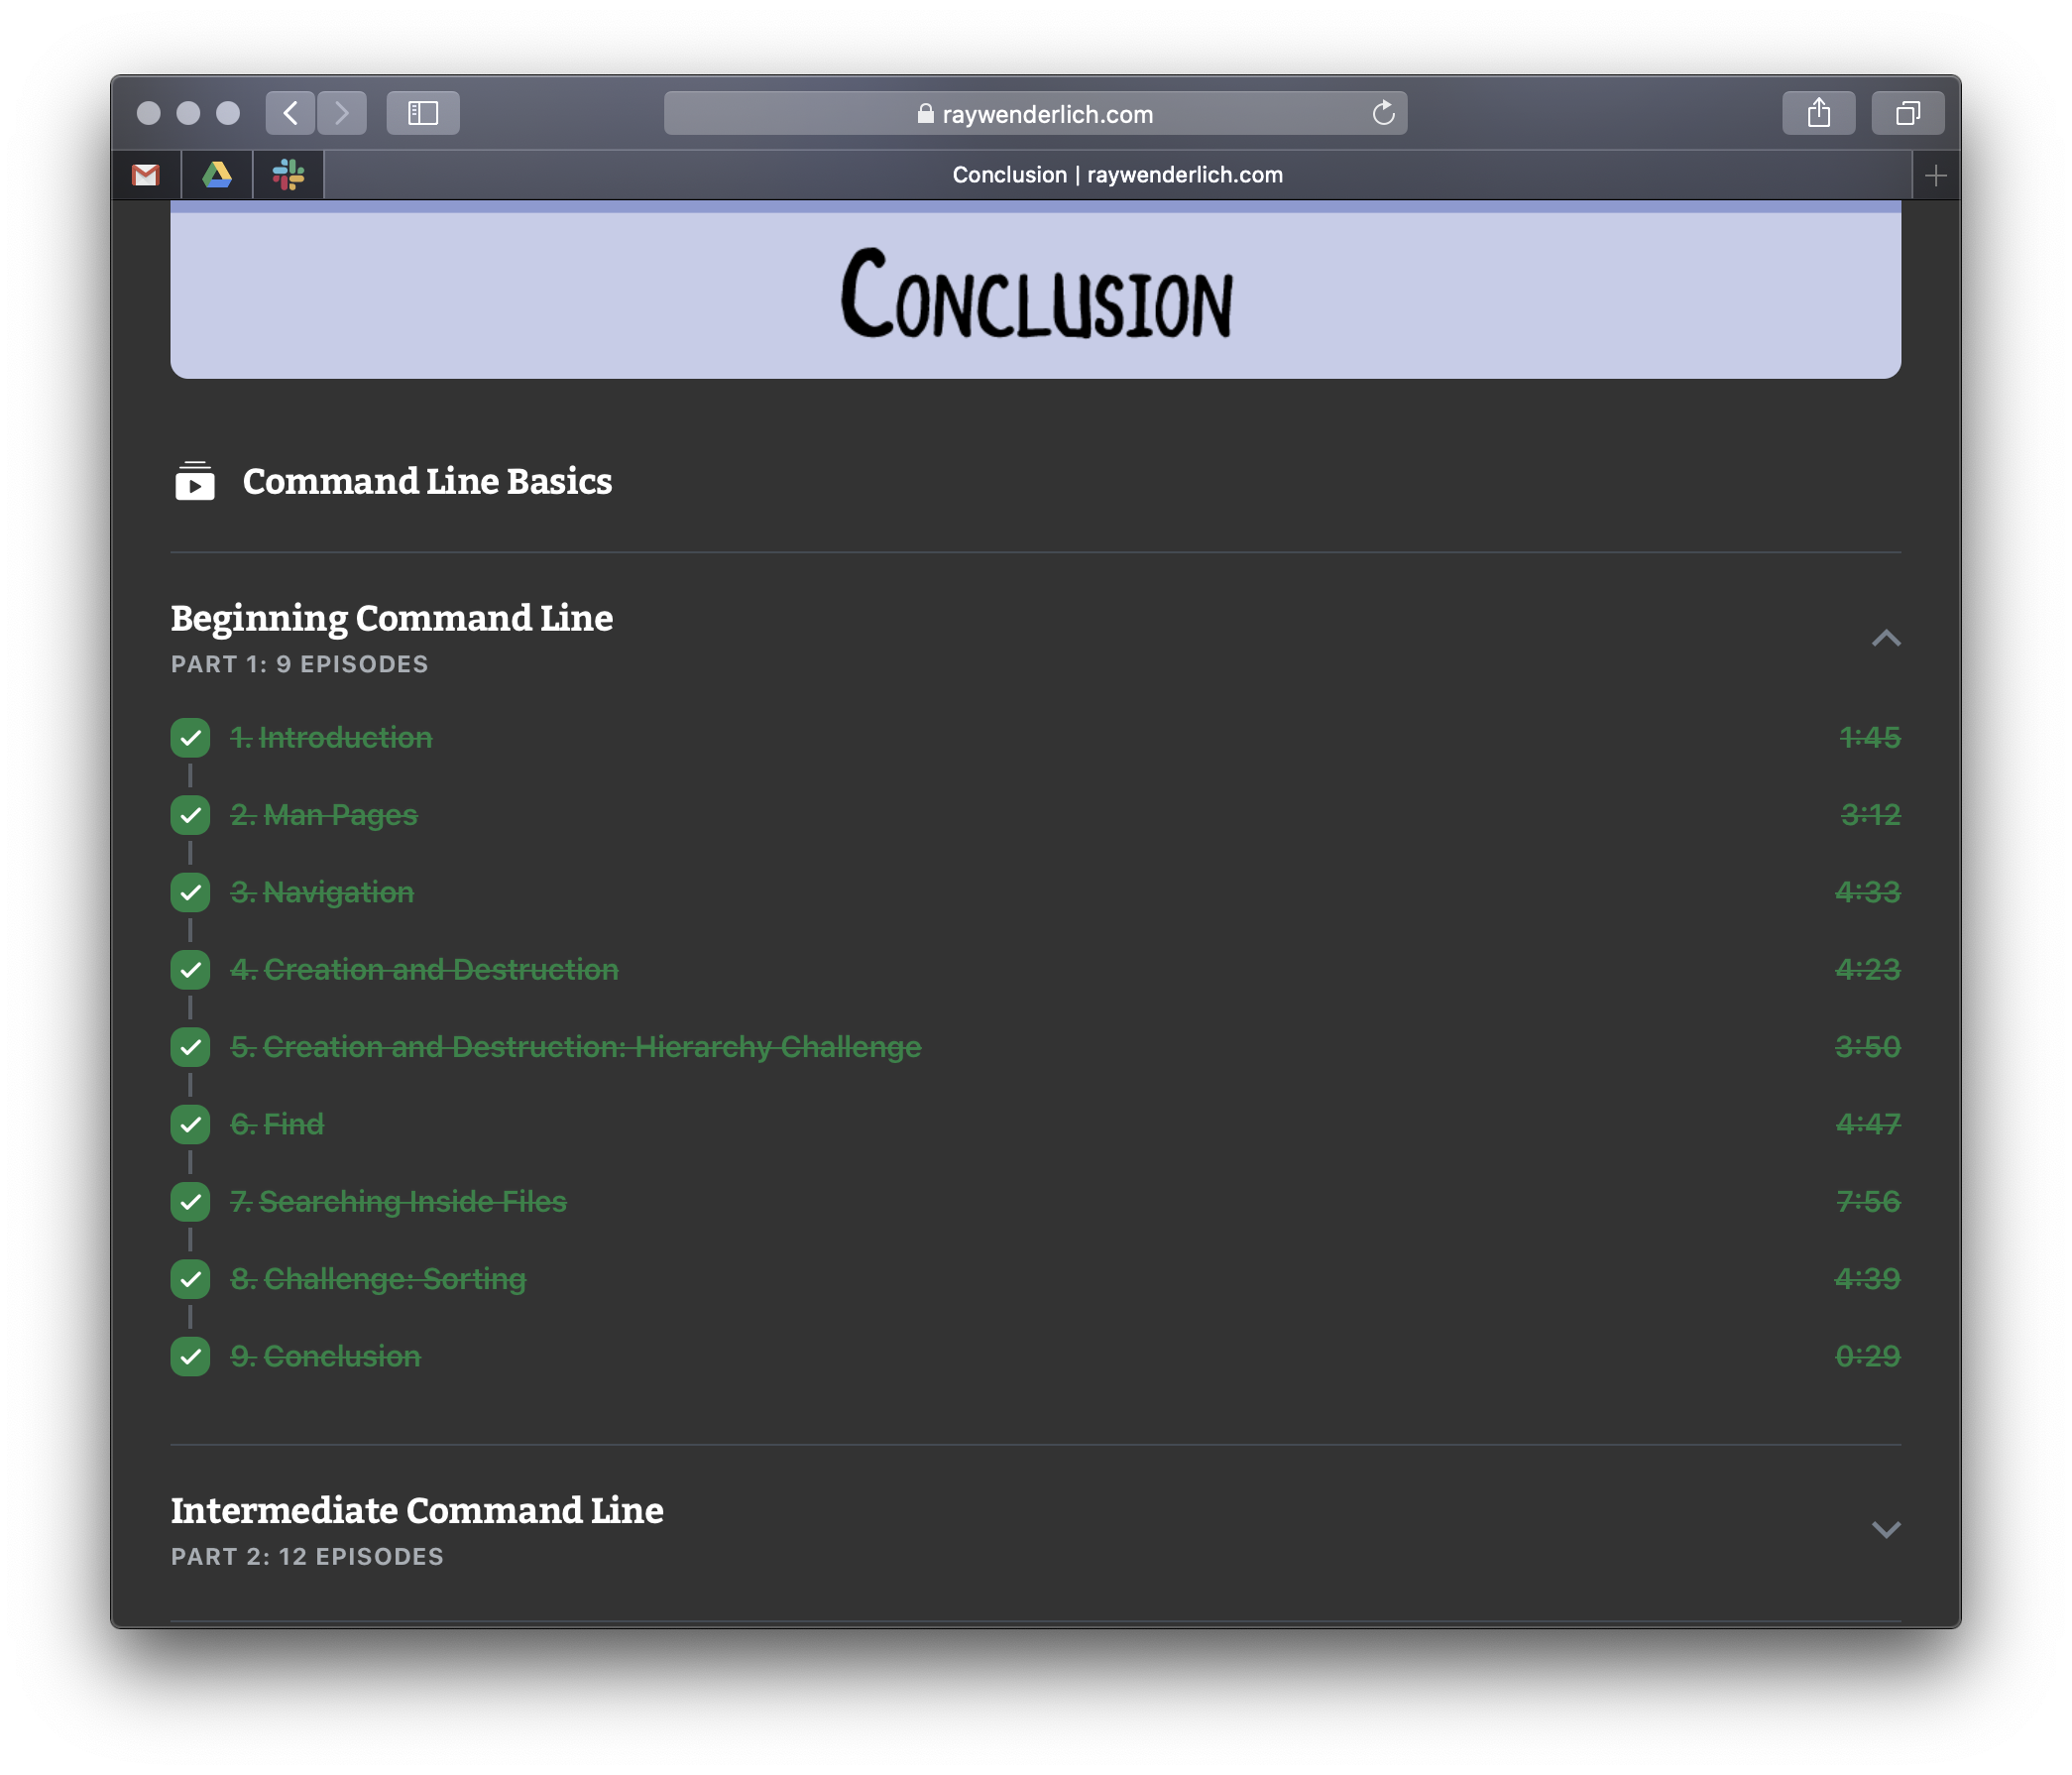 raywenderlich.com
Conclusion | raywenderlich.com
Conclusion
Command Line Basics
Beginning Command Line
PART 1: 9 EPISODES
1. Introduction 1:45
2. Man Pages 3:12
3. Navigation 4:33
4. Creation and Destruction 4:23
5. Creation and Destruction: Hierarchy Challenge 3:50
6. Find 4:47
7. Searching Inside Files 7:56
8. Challenge: Sorting 4:39
9. Conclusion 0:29
Intermediate Command Line
PART 2: 12 EPISODES